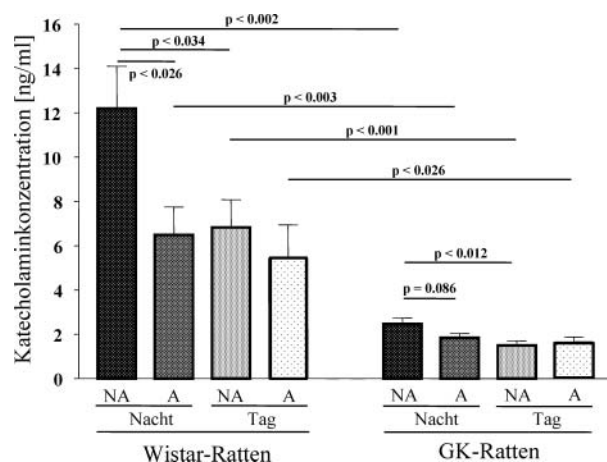 Katecholaminkonzentration [ng/ml]
16
14
12
10
8
6
4
2
0
p < 0.002
p < 0.034
p < 0.026
p < 0.003
p < 0.001
p < 0.026
p < 0.012
p = 0.086
NA A NA A NA A NA A
Nacht Tag Nacht Tag
Wistar-Ratten GK-Ratten